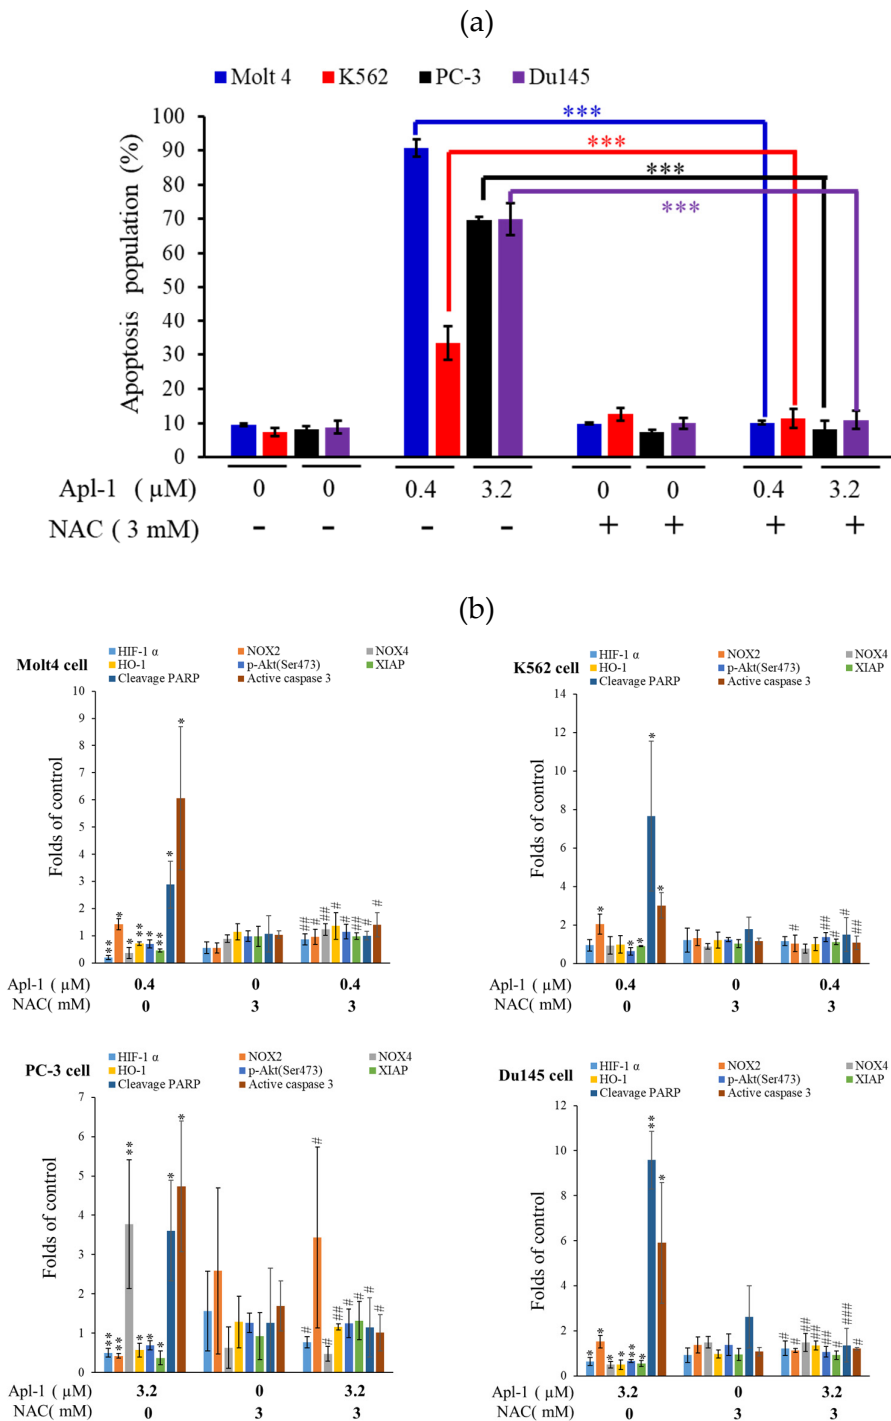 (a)
Molt 4 K562 PC-3 Du145
Apoptosis population (%)
100
90
80
70
60
50
40
30
20
10
0
***
***
***
***
Apl-1 ( μM) 0 0 0.4 3.2 0 0 0.4 3.2
NAC ( 3 mM) - - - - + + + +
(b)
Molt4 cell
HIF-1 α NOX2 NOX4
HO-1 p-Akt(Ser473) XIAP
Cleavage PARP Active caspase 3
Folds of control
10
9
8
7
6
5
4
3
2
1
0
** * * ** * ** * *
## # ## # # ## # #
Apl-1 ( μM) 0.4 0 0.4
NAC( mM) 0 3 3
K562 cell
HIF-1 α NOX2 NOX4
HO-1 p-Akt(Ser473) XIAP
Cleavage PARP Active caspase 3
Folds of control
14
12
10
8
6
4
2
0
* * * * *
# ## # # ##
Apl-1 ( μM) 0.4 0 0.4
NAC( mM) 0 3 3
PC-3 cell
HIF-1 α NOX2 NOX4
HO-1 p-Akt(Ser473) XIAP
Cleavage PARP Active caspase 3
Folds of control
7
6
5
4
3
2
1
0
** ** ** * * * * *
# # # ## # # # #
Apl-1 ( μM) 3.2 0 3.2
NAC( mM) 0 3 3
Du145 cell
HIF-1 α NOX2 NOX4
HO-1 p-Akt(Ser473) XIAP
Cleavage PARP Active caspase 3
Folds of control
12
10
8
6
4
2
0
** * * * ** * ** *
# # ## ## ## # ### #
Apl-1 ( μM) 3.2 0 3.2
NAC( mM) 0 3 3